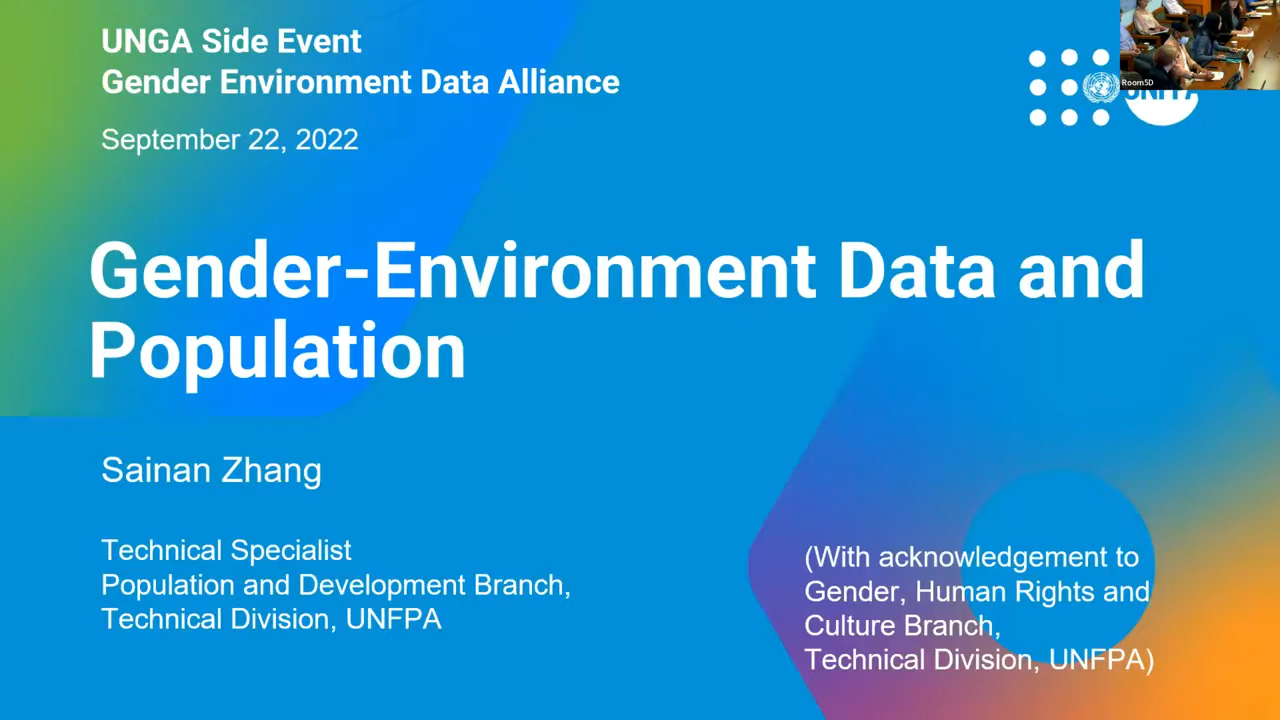 UNGA Side Event
Gender Environment Data Alliance
September 22, 2022
Room5D
UNFPA
Gender-Environment Data and
Population
Sainan Zhang
Technical Specialist
Population and Development Branch,
Technical Division, UNFPA
(With acknowledgement to
Gender, Human Rights and
Culture Branch,
Technical Division, UNFPA)